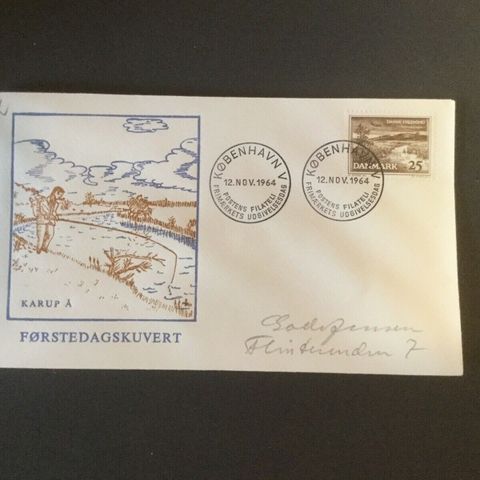 KARUP Å
FØRSTEDAGSKUVERT
KØBENHAVN V
12.NOV.1964
POSTENS FILATELI
FRIMÆRKETS UDGIVELSESDAG
KØBENHAVN V
12.NOV.1964
POSTENS FILATELI
FRIMÆRKETS UDGIVELSESDAG
DANMARK 25
7